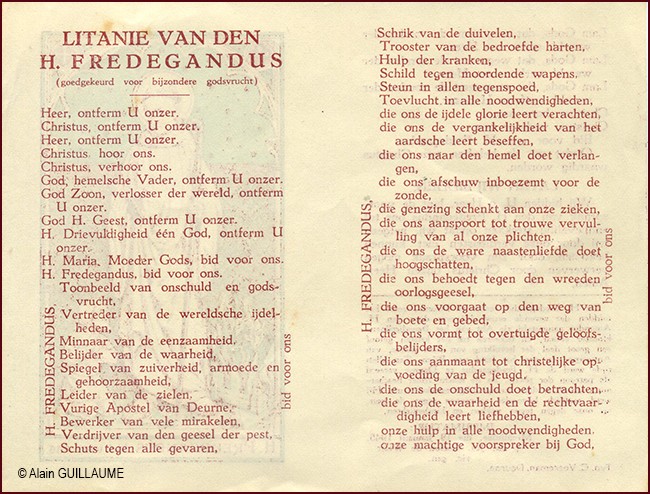 LITANIE VAN DEN
H. FREDEGANDUS
(goedgekeurd voor bijzondere godsvrucht)
Heer, ontferm U onzer.
Christus, ontferm U onzer.
Heer, ontferm U onzer.
Christus hoor ons.
Christus, verhoor ons.
God, hemelsche Vader, ontferm U onzer.
God Zoon, verlosser der wereld, ontferm
U onzer.
God H. Geest, ontferm U onzer.
H. Drievuldigheid één God, ontferm U
onzer.
H. Maria, Moeder Gods, bid voor ons.
H. Fredegandus, bid voor ons.
Toonbeeld van onschuld en gods-
vrucht,
Vertreder van de wereldsche ijdel-
heden,
Minnaar van de eenzaamheid.
Belijder van de waarheid,
Spiegel van zuiverheid, armoede en
gehoorzaamheid,
Leider van de zielen.
Vurige Apostel van Deurne,
Bewerker van vele mirakelen,
Verdrijver van den geesel der pest,
Schuts tegen alle gevaren,
H. FREDEGANDUS,
bid voor ons
Schrik van de duivelen,
Trooster van de bedroefde harten,
Hulp der kranken,
Schild tegen moordende wapens,
Steun in allen tegenspoed,
Toevlucht in alle noodwendigheden,
die ons de ijdele glorie leert verachten,
die ons de vergankelijkheid van het
aardsche leert beseffen,
die ons naar den hemel doet verlan-
gen,
die ons afschuw inboezemt voor de
zonde,
die genezing schenkt aan onze zieken,
die ons aanspoort tot trouwe vervul-
ling van al onze plichten.
die ons de ware naastenliefde doet
hoogschatten,
die ons behoedt tegen den wreeden
oorlogsgeesel,
die ons voorgaat op den weg van
boete en gebed,
die ons vormt tot overtuigde geloofs-
belijders,
die ons aanmaant tot christelijke op-
voeding van de jeugd,
die ons de onschuld doet betrachten,
die ons de waarheid en de rechtvaar-
digheid leert liefhebben,
onze hulp in alle noodwendigheden.
onze machtige voorspreker bij God,
H. FREDEGANDUS,
bid voor ons
© Alain GUILLAUME